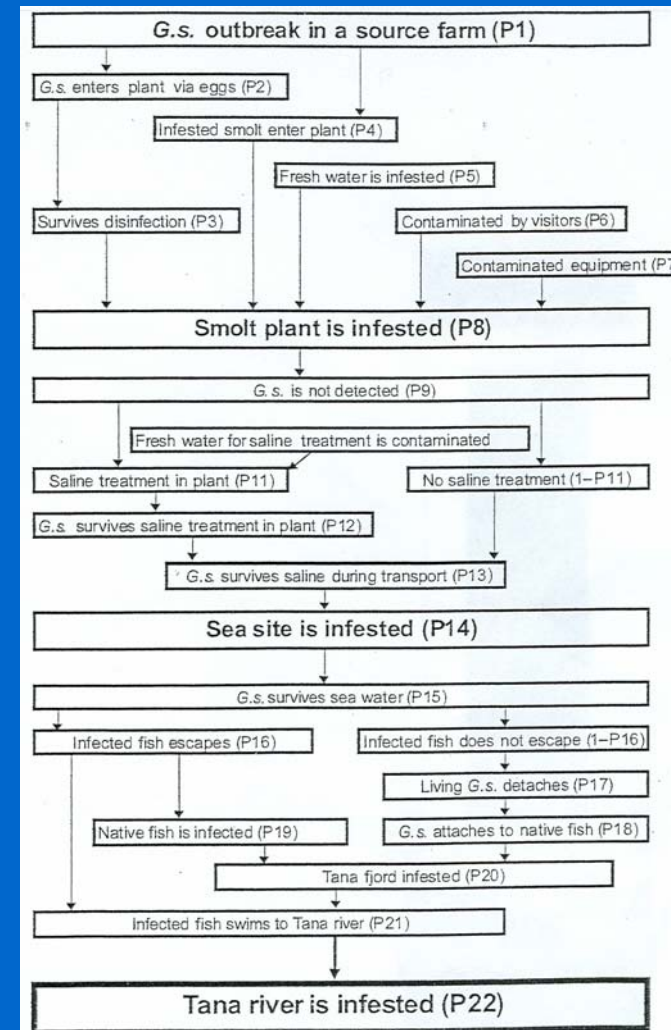 G.s. outbreak in a source farm (P1)
G.s. enters plant via eggs (P2)
Infested smolt enter plant (P4)
Fresh water is infested (P5)
Survives disinfection (P3)
Contaminated by visitors (P6)
Contaminated equipment (P7
Smolt plant is infested (P8)
G.s. is not detected (P9)
Fresh water for saline treatment is contaminated
Saline treatment in plant (P11)
No saline treatment (1–P11)
G.s. survives saline treatment in plant (P12)
G.s. survives saline during transport (P13)
Sea site is infested (P14)
G.s. survives sea water (P15)
Infected fish escapes (P16)
Infected fish does not escape (1–P16)
Living G.s. detaches (P17)
Native fish is infected (P19)
G.s. attaches to native fish (P18)
Tana fjord infested (P20)
Infected fish swims to Tana river (P21)
Tana river is infested (P22)